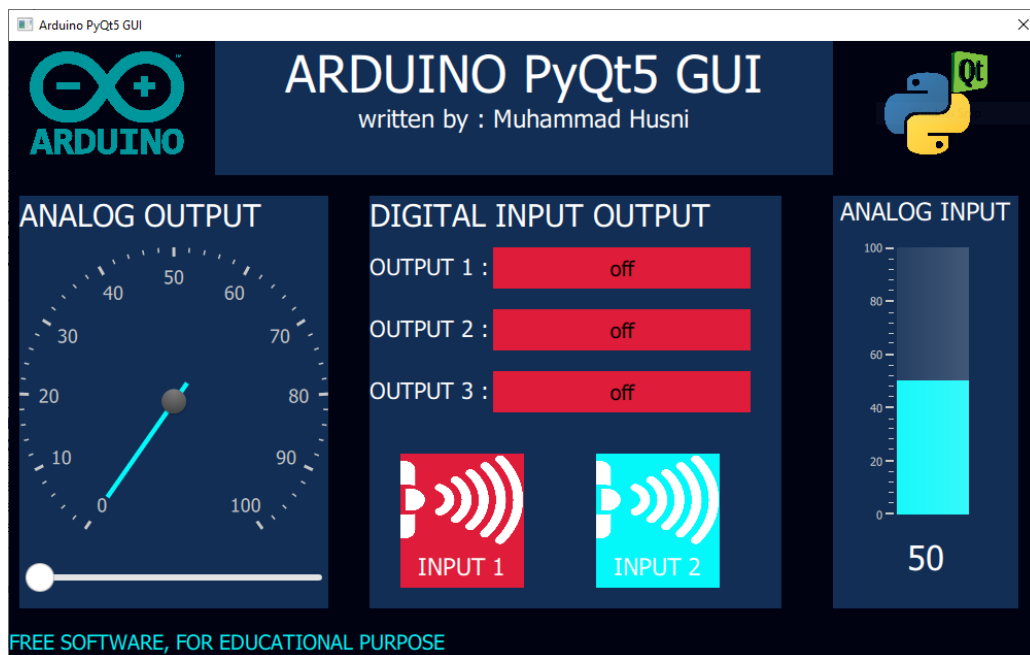 Arduino PyQt5 GUI
ARDUINO
™
ARDUINO PyQt5 GUI
written by : Muhammad Husni
Qt
ANALOG OUTPUT
0
10
20
30
40
50
60
70
80
90
100
DIGITAL INPUT OUTPUT
OUTPUT 1 : off
OUTPUT 2 : off
OUTPUT 3 : off
INPUT 1
INPUT 2
ANALOG INPUT
100
80
60
40
20
0
50
FREE SOFTWARE, FOR EDUCATIONAL PURPOSE